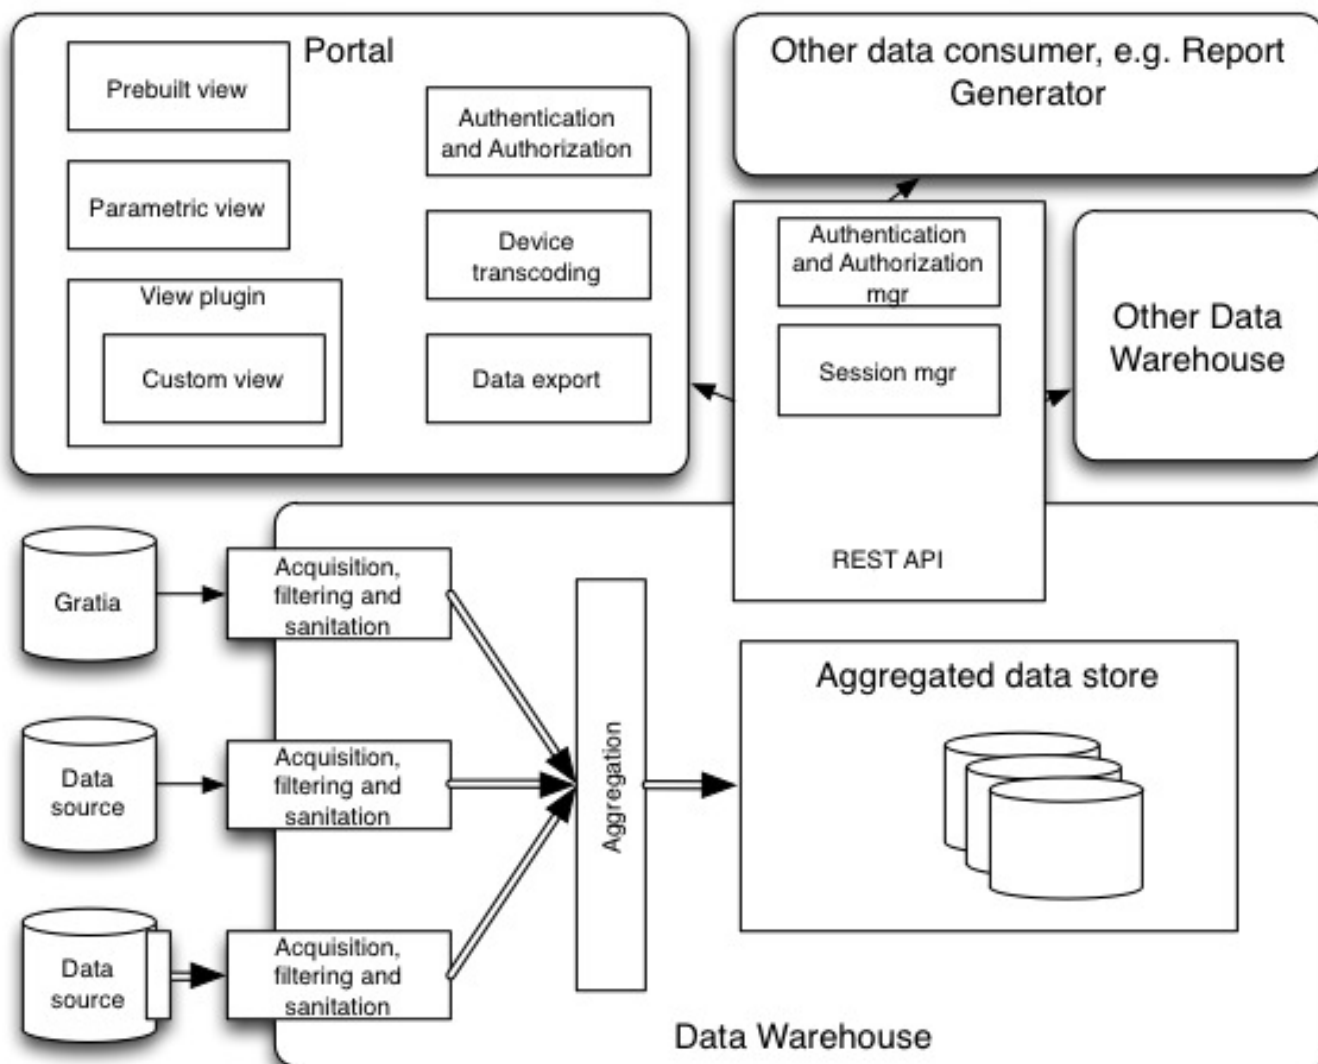 Portal
Prebuilt view
Parametric view
View plugin
Custom view
Authentication
and Authorization
Device
transcoding
Data export
Other data consumer, e.g. Report
Generator
Authentication
and Authorization
mgr
Session mgr
REST API
Other Data
Warehouse
Gratia
Acquisition,
filtering and
sanitation
Data
source
Acquisition,
filtering and
sanitation
Data
source
Acquisition,
filtering and
sanitation
Aggregation
Aggregated data store
Data Warehouse